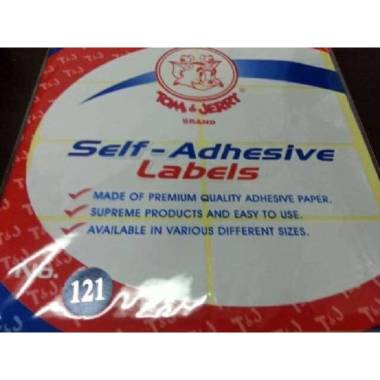 TOM & JERRY
BRAND
Self-Adhesive
Labels
MADE OF PREMIUM QUALITY ADHESIVE PAPER.
SUPREME PRODUCTS AND EASY TO USE.
AVAILABLE IN VARIOUS DIFFERENT SIZES.
No.
121
T&J
T&J
T&J
T&J